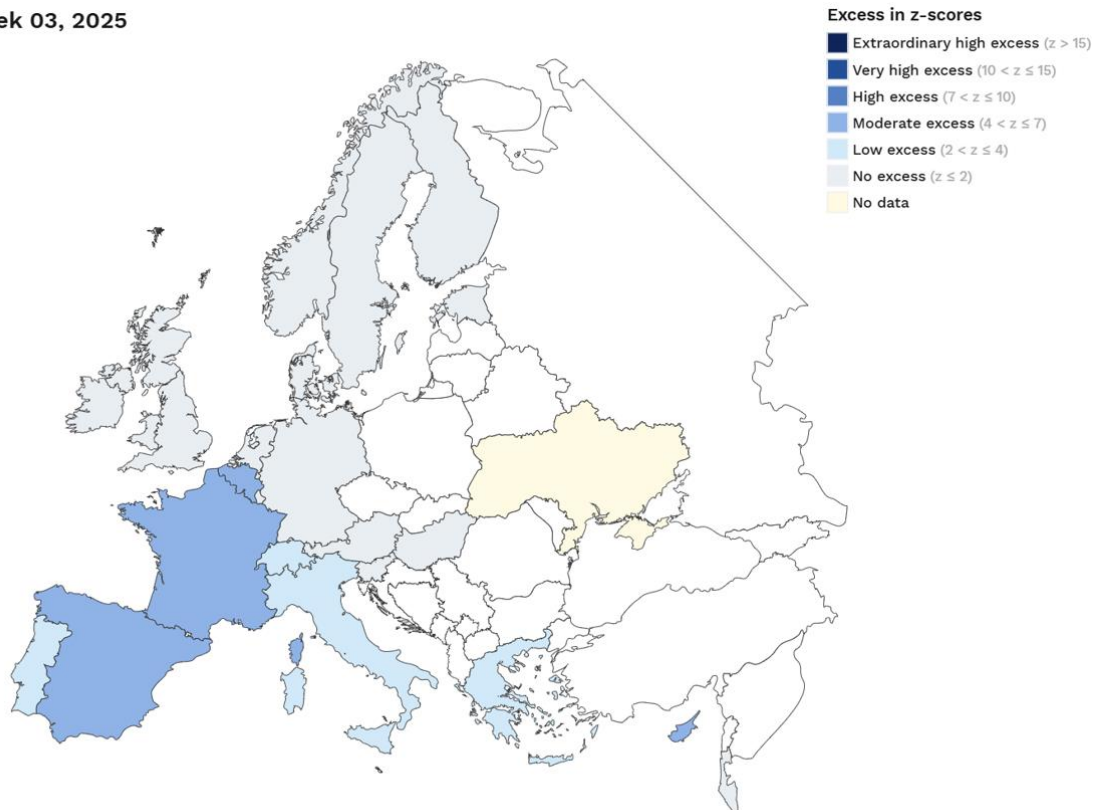 ek 03, 2025
Excess in z-scores
Extraordinary high excess (z > 15)
Very high excess (10 < z ≤ 15)
High excess (7 < z ≤ 10)
Moderate excess (4 < z ≤ 7)
Low excess (2 < z ≤ 4)
No excess (z ≤ 2)
No data